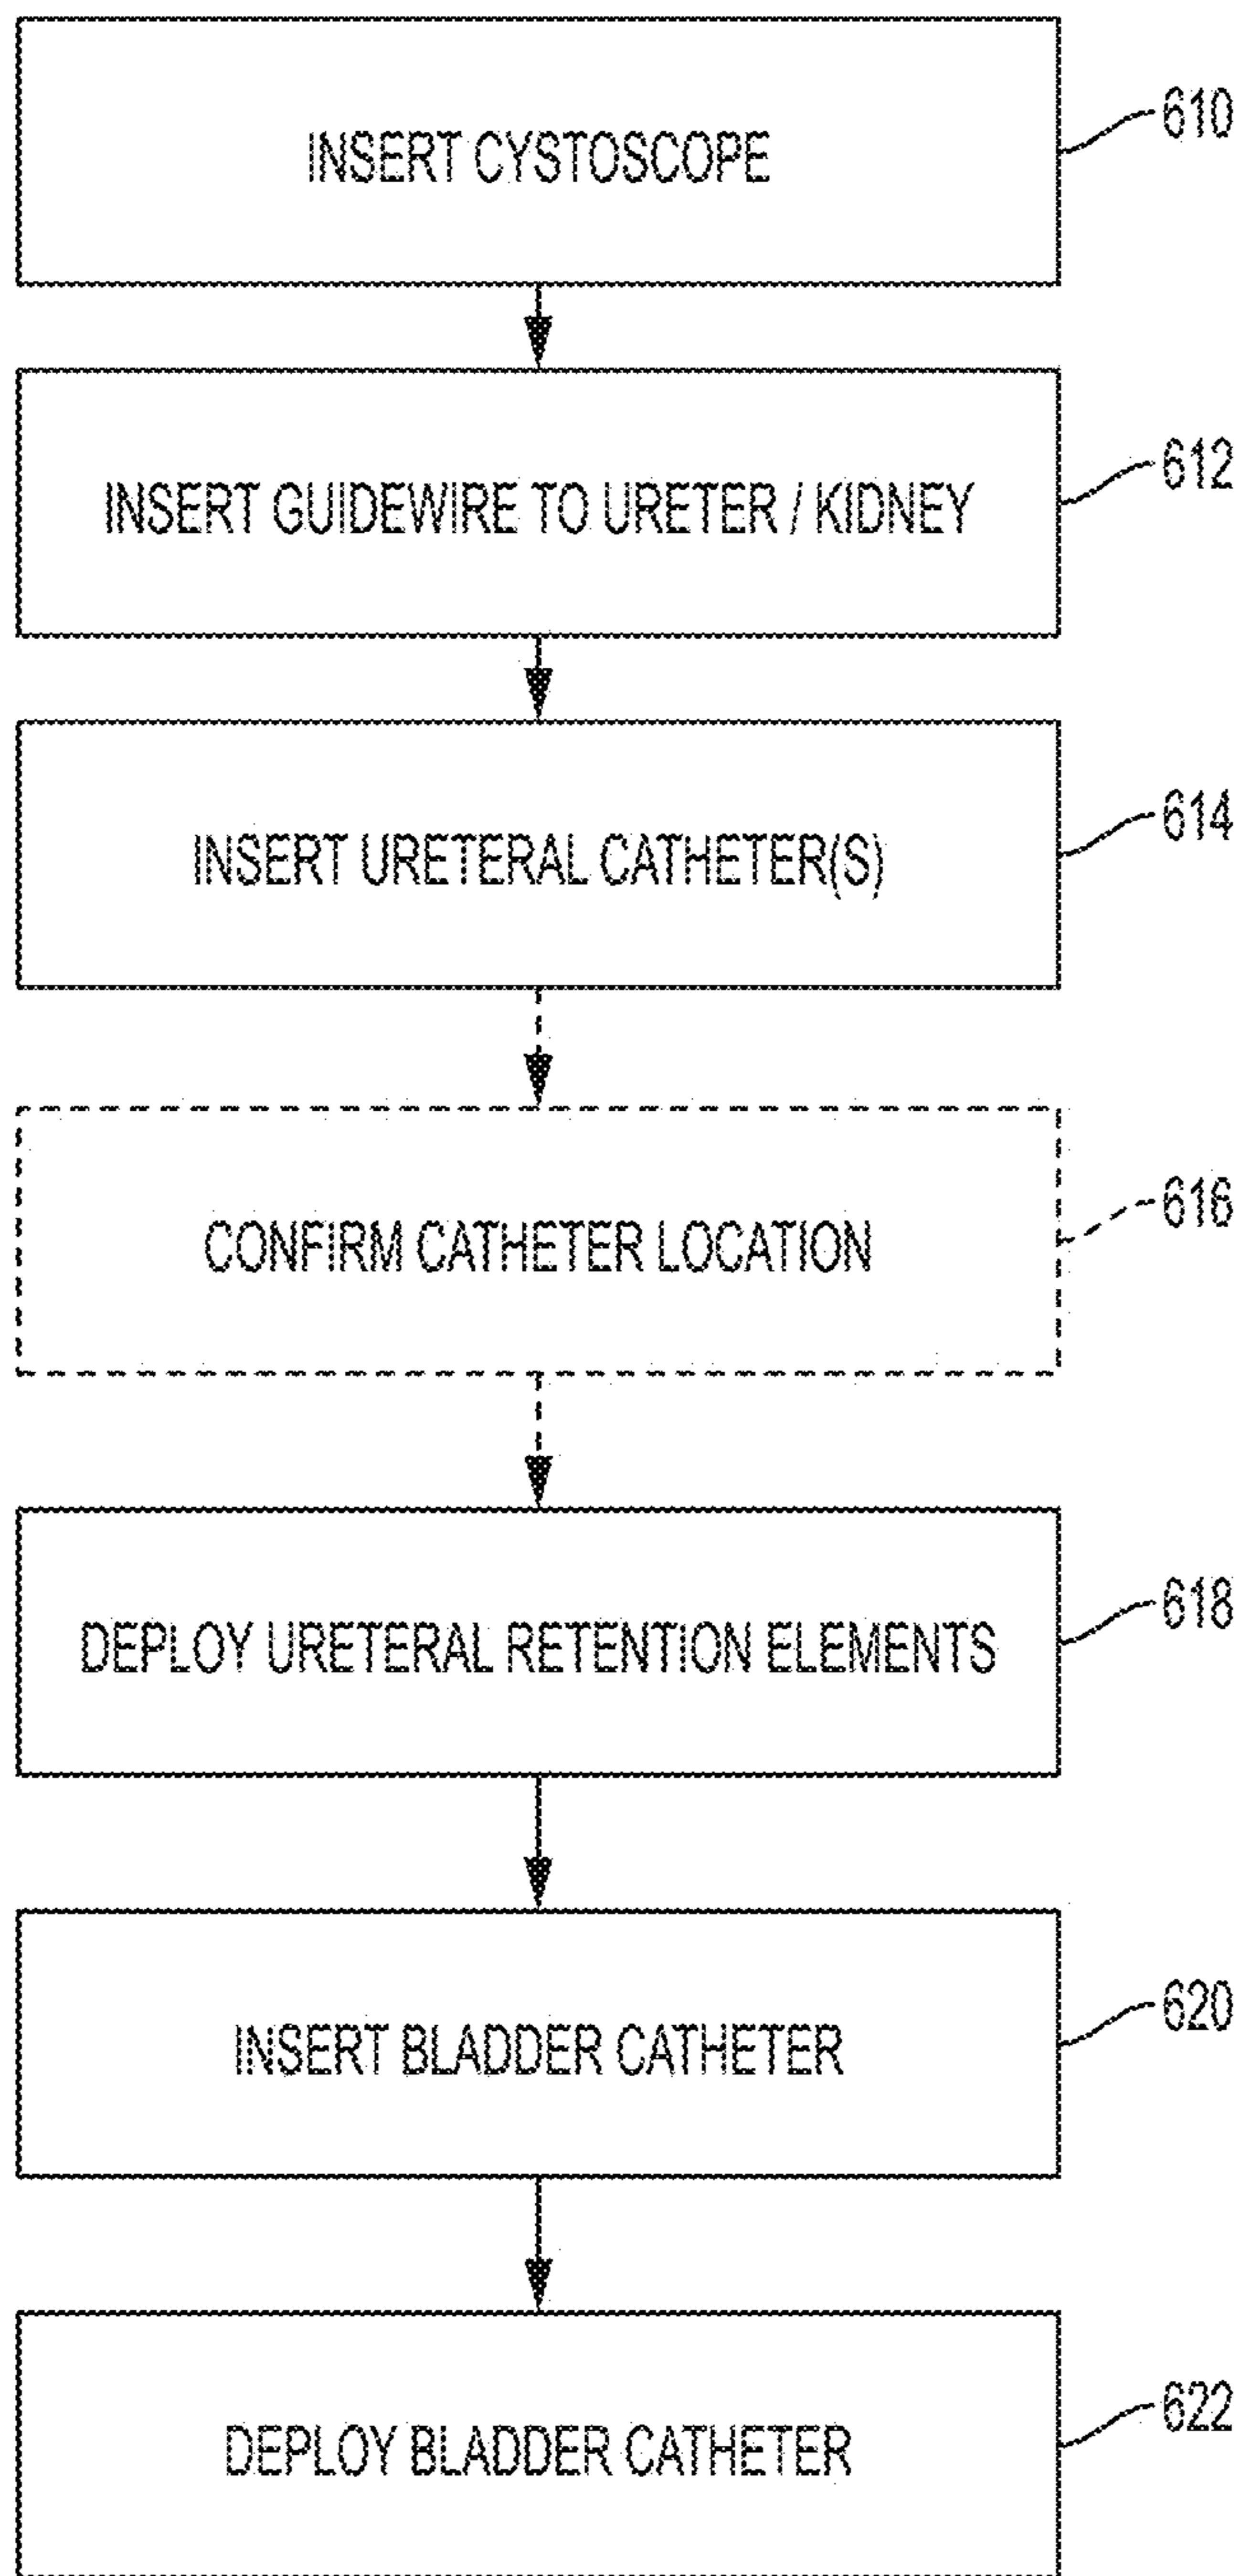 INSERT CYSTOSCOPE
610
INSERT GUIDEWIRE TO URETER / KIDNEY
612
INSERT URETERAL CATHETER(S)
614
CONFIRM CATHETER LOCATION
616
DEPLOY URETERAL RETENTION ELEMENTS
618
INSERT BLADDER CATHETER
620
DEPLOY BLADDER CATHETER
622